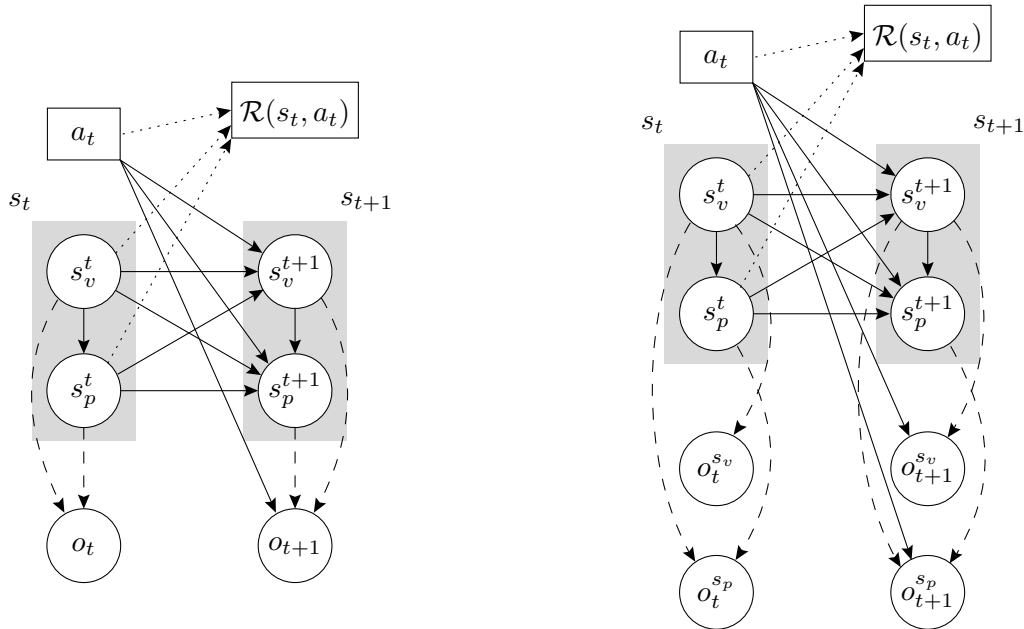 a_t
R(s_t, a_t)
s_t
s_{t+1}
s_v^t
s_v^{t+1}
s_p^t
s_p^{t+1}
o_t
o_{t+1}
a_t
R(s_t, a_t)
s_t
s_{t+1}
s_v^t
s_v^{t+1}
s_p^t
s_p^{t+1}
o_t^{s_v}
o_{t+1}^{s_v}
o_t^{s_p}
o_{t+1}^{s_p}